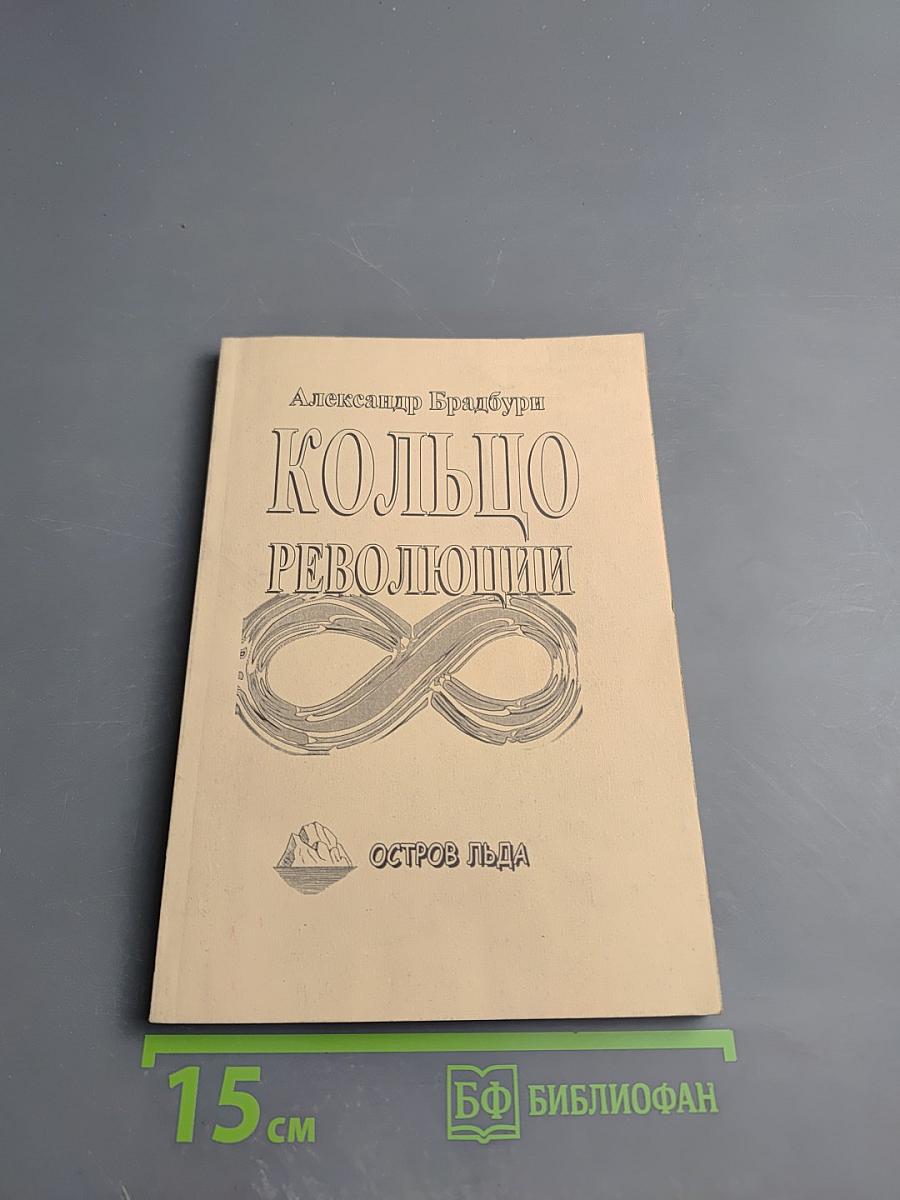 Александр Брадбури
КОЛЬЦО
РЕВОЛЮЦИИ
ОСТРОВ ЛЬДА
15 см
БФ БИБЛИОФАН